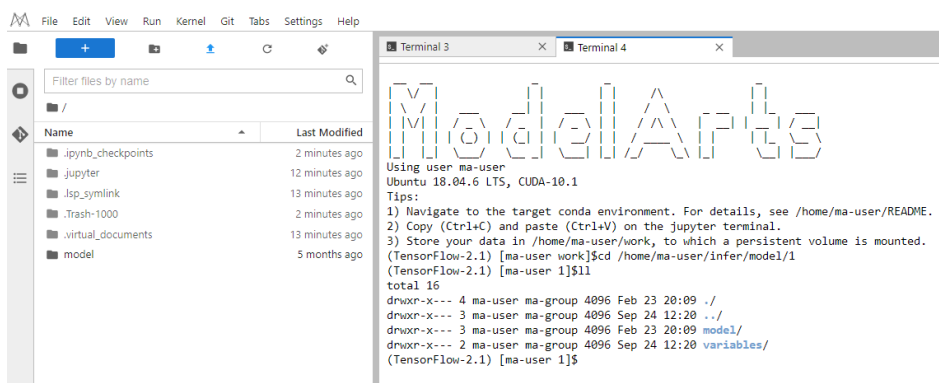 File Edit View Run Kernel Git Tabs Settings Help
Filter files by name
/
Name Last Modified
.ipynb_checkpoints 2 minutes ago
.jupyter 12 minutes ago
.lsp_symlink 13 minutes ago
.Trash-1000 2 minutes ago
.virtual_documents 13 minutes ago
model 5 months ago
Terminal 3
Terminal 4
ModelArts
Using user ma-user
Ubuntu 18.04.6 LTS, CUDA-10.1
Tips:
1) Navigate to the target conda environment. For details, see /home/ma-user/README.
2) Copy (Ctrl+C) and paste (Ctrl+V) on the jupyter terminal.
3) Store your data in /home/ma-user/work, to which a persistent volume is mounted.
(TensorFlow-2.1) [ma-user work]$cd /home/ma-user/infer/model/1
(TensorFlow-2.1) [ma-user 1]$ll
total 16
drwxr-x--- 4 ma-user ma-group 4096 Feb 23 20:09 ./
drwxr-x--- 3 ma-user ma-group 4096 Sep 24 12:20 ../
drwxr-x--- 3 ma-user ma-group 4096 Feb 23 20:09 model/
drwxr-x--- 2 ma-user ma-group 4096 Sep 24 12:20 variables/
(TensorFlow-2.1) [ma-user 1]$